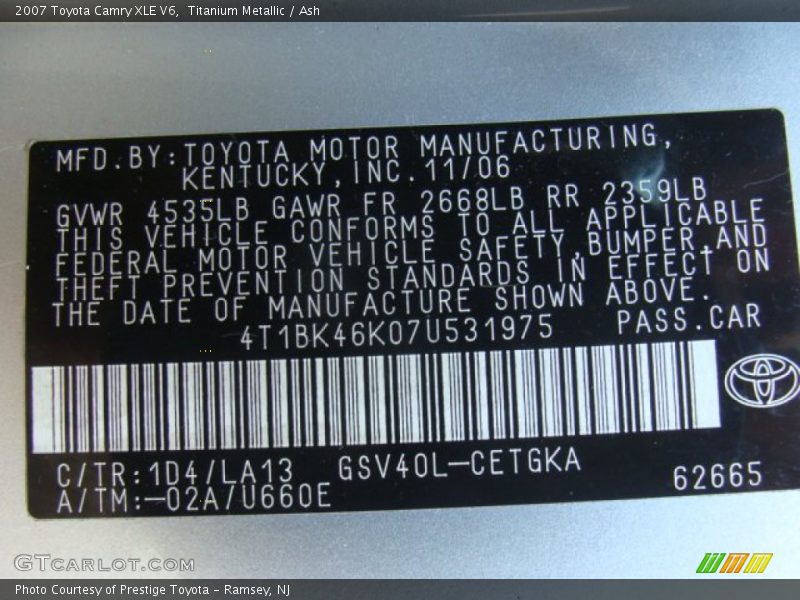 2007 Toyota Camry XLE V6,  Titanium Metallic / Ash
MFD.BY:TOYOTA MOTOR MANUFACTURING,
KENTUCKY,INC.11/06
GVWR 4535LB GAWR FR 2668LB RR 2359LB
THIS VEHICLE CONFORMS TO ALL APPLICABLE
FEDERAL MOTOR VEHICLE SAFETY,BUMPER,AND
THEFT PREVENTION STANDARDS IN EFFECT ON
THE DATE OF MANUFACTURE SHOWN ABOVE.
4T1BK46K07U531975 PASS.CAR
C/TR:1D4/LA13 GSV40L-CETGKA
A/TM:-02A/U660E 62665
GTCARLOT.COM
Photo Courtesy of Prestige Toyota - Ramsey, NJ